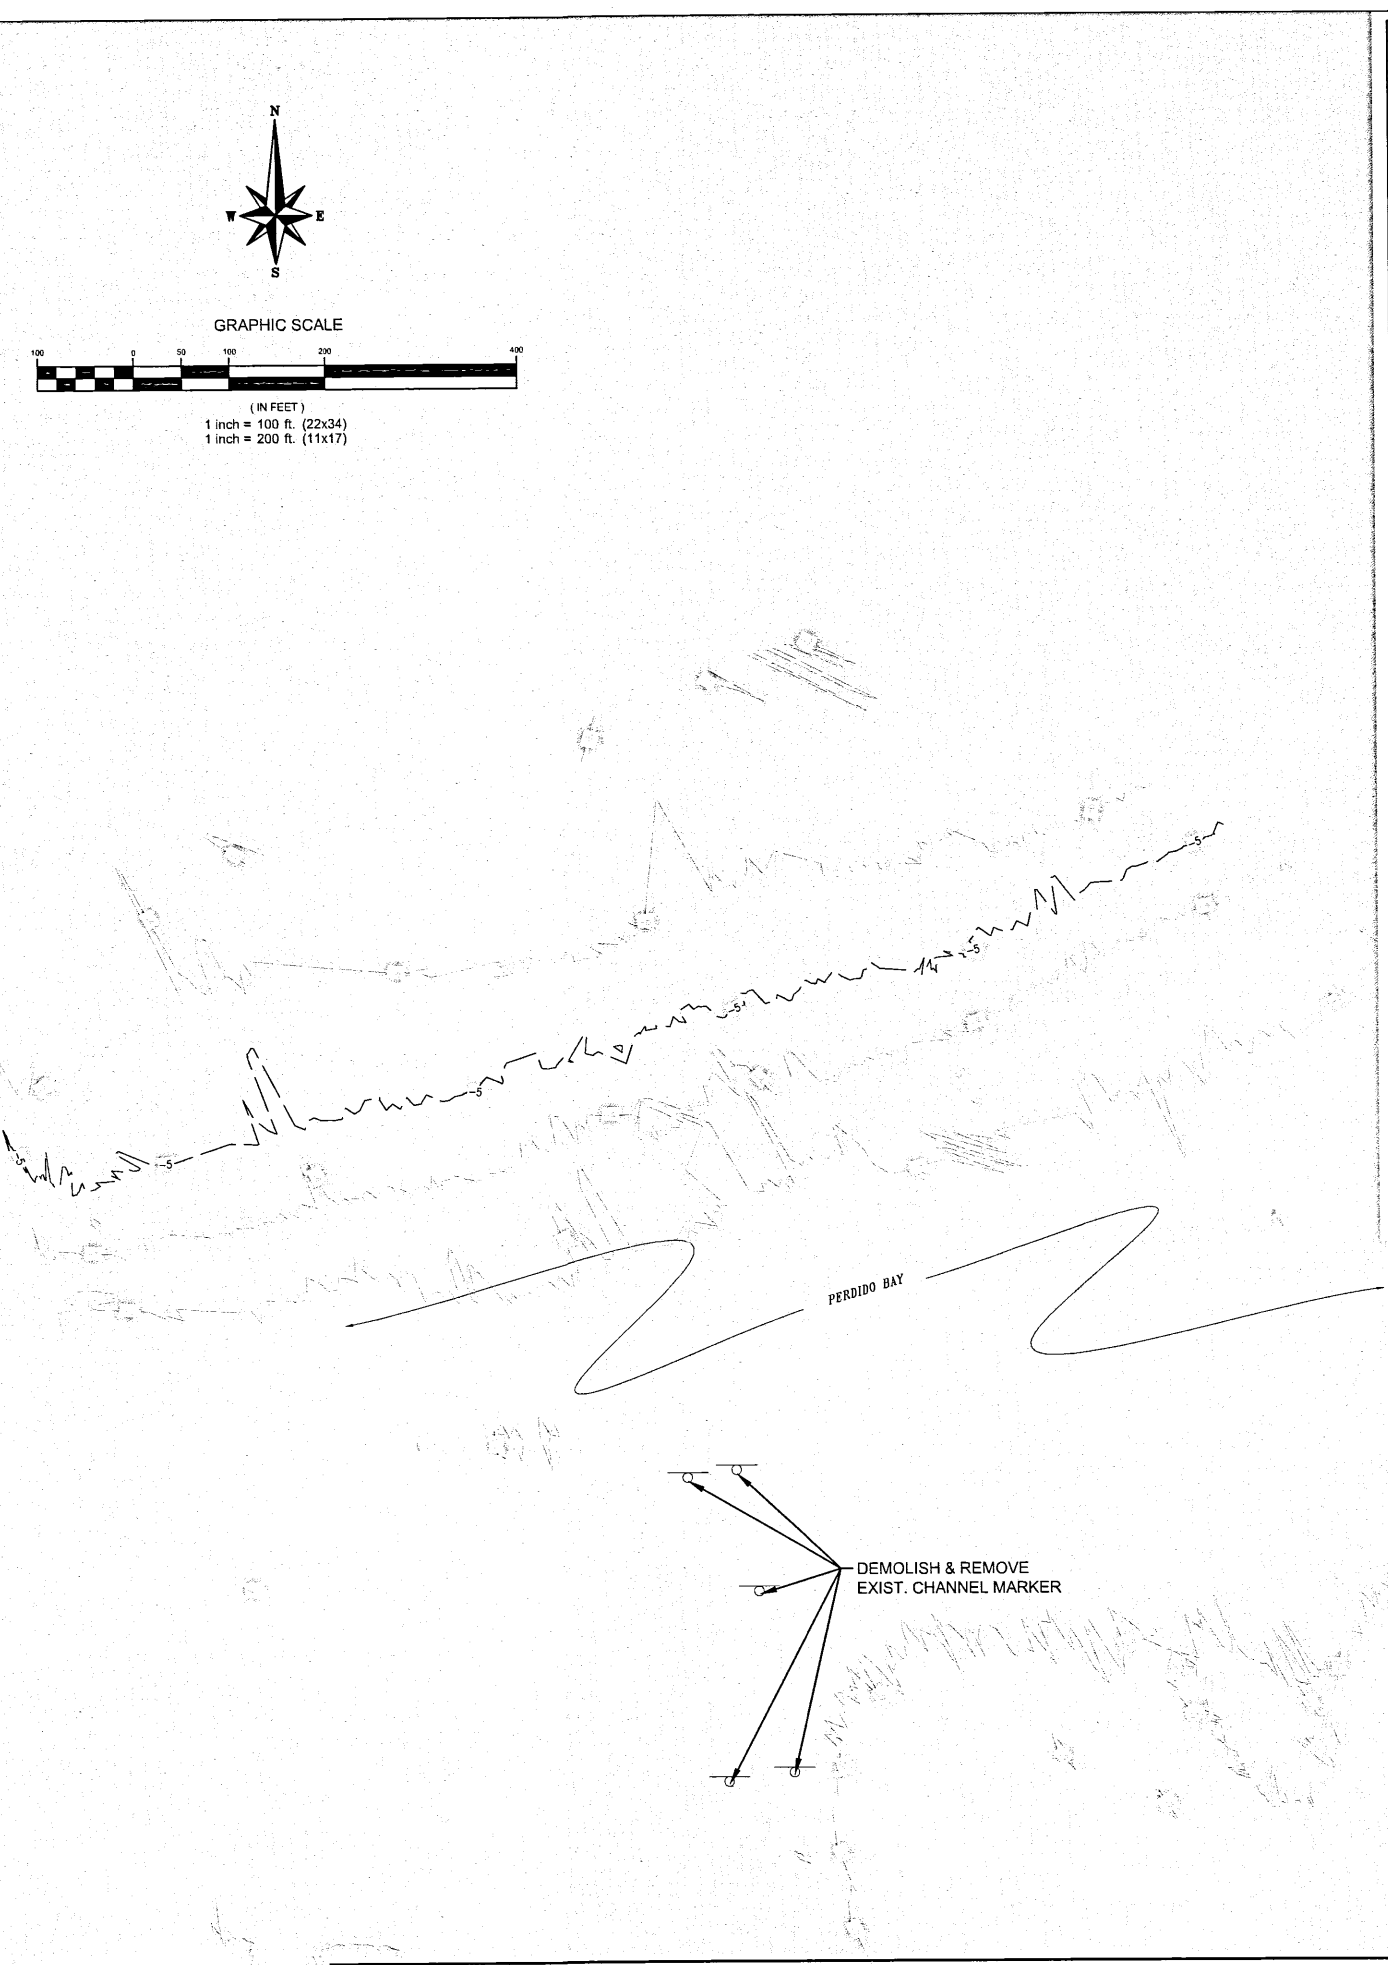 N
W E
S
GRAPHIC SCALE
100 0 50 100 200 400
( IN FEET )
1 inch = 100 ft. (22x34)
1 inch = 200 ft. (11x17)
-5
-5
-5
-5
-5
-5
-5
PERDIDO BAY
DEMOLISH & REMOVE
EXIST. CHANNEL MARKER